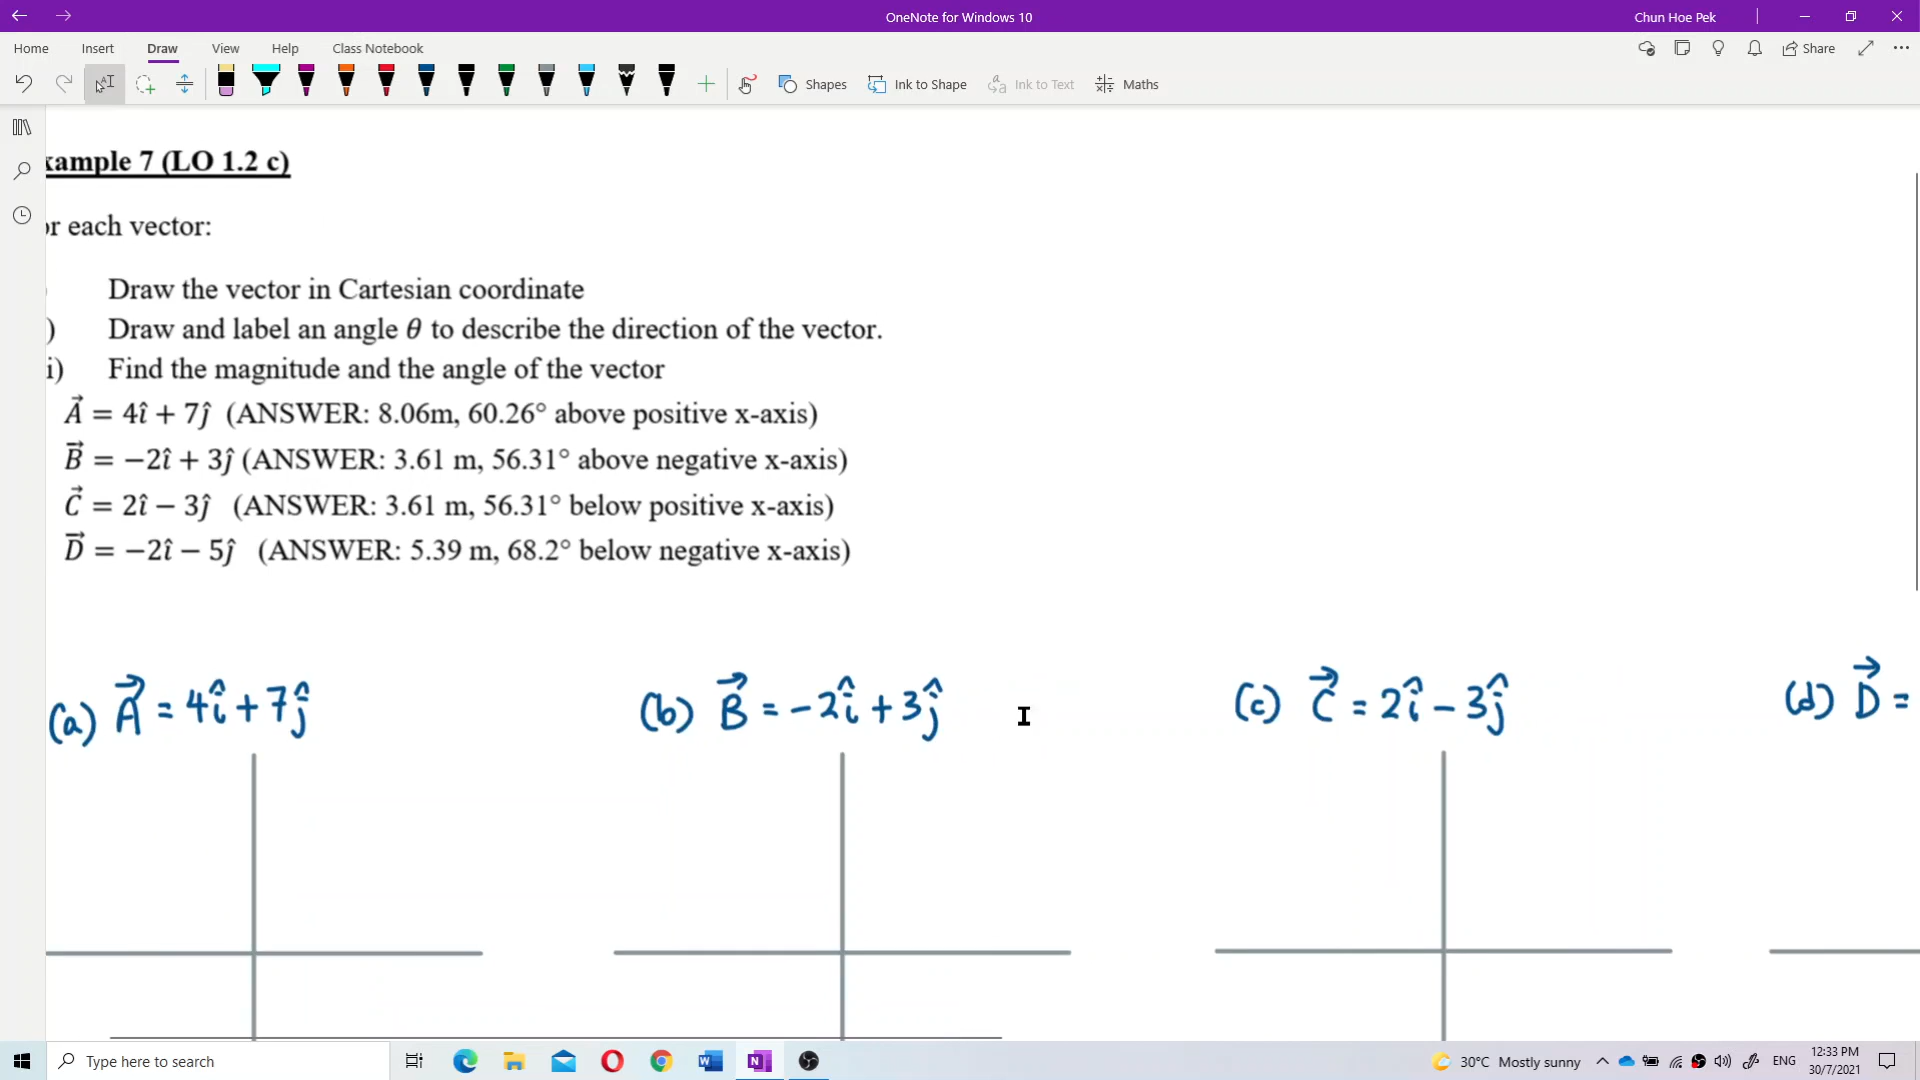 OneNote for Windows 10
Chun Hoe Pek
Home Insert Draw View Help Class Notebook
Share
Shapes Ink to Shape Ink to Text Maths
xample 7 (LO 1.2 c)
or each vector:
Draw the vector in Cartesian coordinate
) Draw and label an angle θ to describe the direction of the vector.
i) Find the magnitude and the angle of the vector
A⃗ = 4î + 7ĵ (ANSWER: 8.06m, 60.26° above positive x-axis)
B⃗ = −2î + 3ĵ (ANSWER: 3.61 m, 56.31° above negative x-axis)
C⃗ = 2î − 3ĵ (ANSWER: 3.61 m, 56.31° below positive x-axis)
D⃗ = −2î − 5ĵ (ANSWER: 5.39 m, 68.2° below negative x-axis)
(a) A⃗ = 4î + 7ĵ
(b) B⃗ = −2î + 3ĵ
(c) C⃗ = 2î − 3ĵ
(d) D⃗ =
Type here to search
30°C Mostly sunny
ENG
12:33 PM
30/7/2021